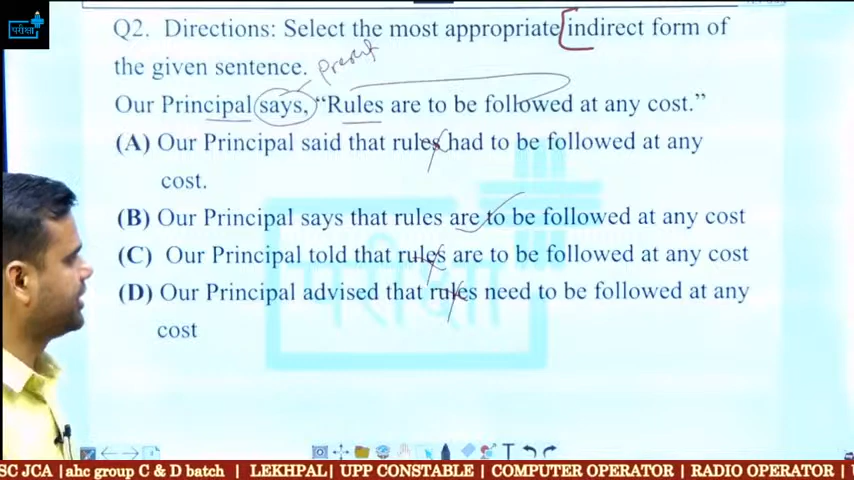 परीक्षा
Q2. Directions: Select the most appropriate indirect form of
the given sentence.
Present
Our Principal says, “Rules are to be followed at any cost.”
(A) Our Principal said that rules had to be followed at any
cost.
(B) Our Principal says that rules are to be followed at any cost
(C) Our Principal told that rules are to be followed at any cost
(D) Our Principal advised that rules need to be followed at any
cost
SC JCA | ahc group C & D batch | LEKHPAL | UPP CONSTABLE | COMPUTER OPERATOR | RADIO OPERATOR |